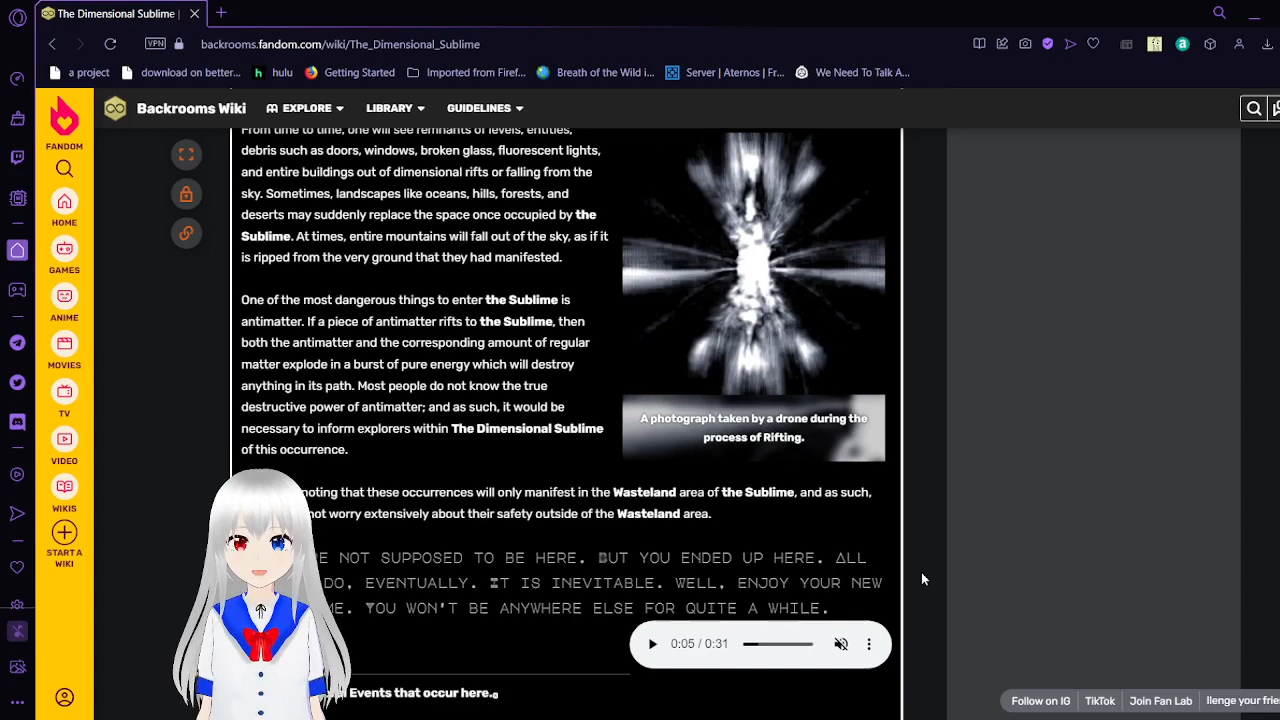 The Dimensional Sublime |
VPN
backrooms.fandom.com/wiki/The_Dimensional_Sublime
a project
download on better...
hulu
Getting Started
Imported from Firef...
Breath of the Wild i...
Server | Aternos | Fr...
We Need To Talk A...
FANDOM
HOME
GAMES
ANIME
MOVIES
TV
VIDEO
WIKIS
START A
WIKI
Backrooms Wiki
EXPLORE
LIBRARY
GUIDELINES
From time to time, one will see remnants of levels, entities,
debris such as doors, windows, broken glass, fluorescent lights,
and entire buildings out of dimensional rifts or falling from the
sky. Sometimes, landscapes like oceans, hills, forests, and
deserts may suddenly replace the space once occupied by the
Sublime. At times, entire mountains will fall out of the sky, as if it
is ripped from the very ground that they had manifested.
One of the most dangerous things to enter the Sublime is
antimatter. If a piece of antimatter rifts to the Sublime, then
both the antimatter and the corresponding amount of regular
matter explode in a burst of pure energy which will destroy
anything in its path. Most people do not know the true
destructive power of antimatter; and as such, it would be
necessary to inform explorers within The Dimensional Sublime
of this occurrence.
A photograph taken by a drone during the
process of Rifting.
noting that these occurrences will only manifest in the Wasteland area of the Sublime, and as such,
not worry extensively about their safety outside of the Wasteland area.
NOT SUPPOSED TO BE HERE. BUT YOU ENDED UP HERE. ALL
DO, EVENTUALLY. IT IS INEVITABLE. WELL, ENJOY YOUR NEW
YOU WON'T BE ANYWHERE ELSE FOR QUITE A WHILE.
0:05 / 0:31
Events that occur here.
Follow on IG
TikTok
Join Fan Lab
llenge your frie